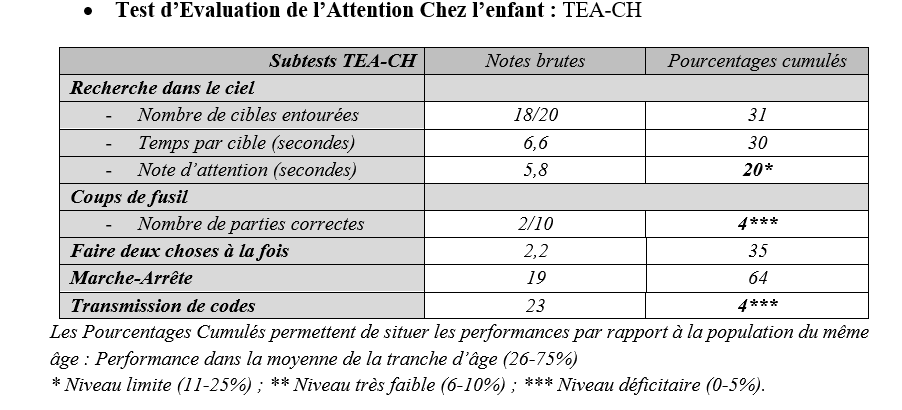 • Test d’Evaluation de l’Attention Chez l’enfant : TEA-CH
Subtests TEA-CH Notes brutes Pourcentages cumulés
Recherche dans le ciel
- Nombre de cibles entourées 18/20 31
- Temps par cible (secondes) 6,6 30
- Note d’attention (secondes) 5,8 20*
Coups de fusil
- Nombre de parties correctes 2/10 4***
Faire deux choses à la fois 2,2 35
Marche-Arrête 19 64
Transmission de codes 23 4***
Les Pourcentages Cumulés permettent de situer les performances par rapport à la population du même
âge : Performance dans la moyenne de la tranche d’âge (26-75%)
* Niveau limite (11-25%) ; ** Niveau très faible (6-10%) ; *** Niveau déficitaire (0-5%).